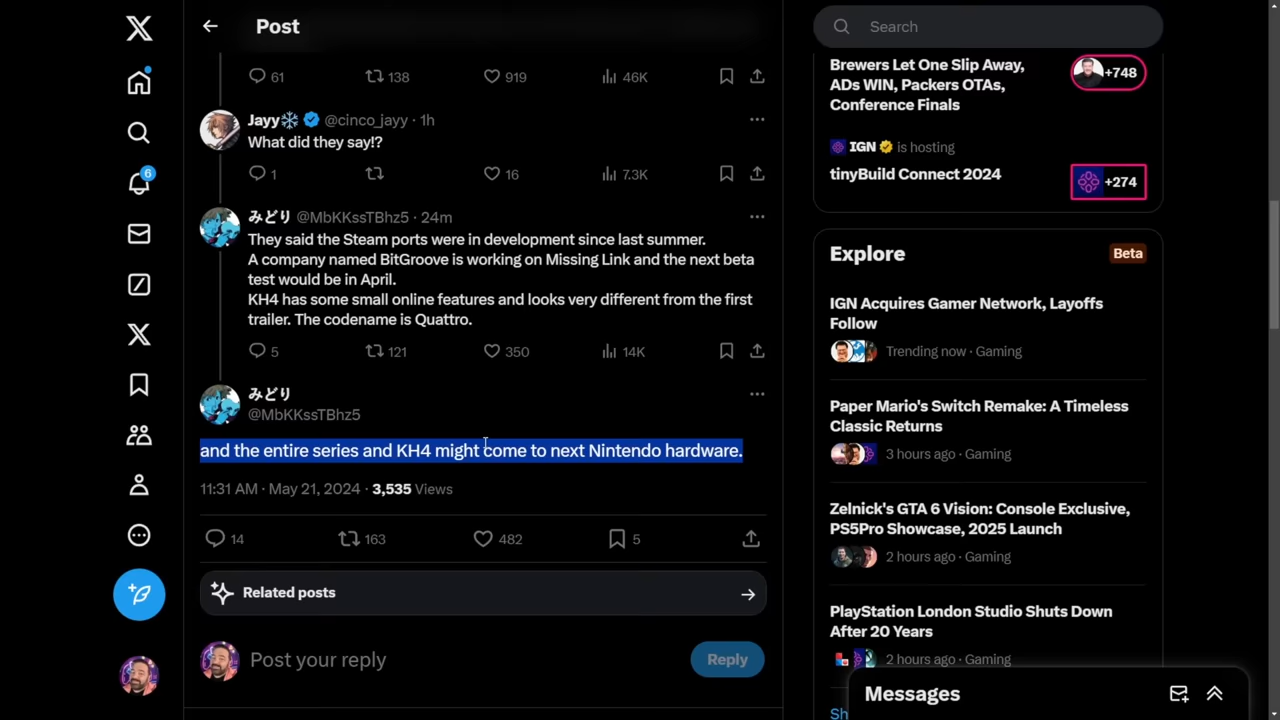 Post
61 138 919 46K
Jayy❄️ @cinco_jayy · 1h
What did they say!?
1 16 7.3K
みどり @MbKKssTBhz5 · 24m
They said the Steam ports were in development since last summer.
A company named BitGroove is working on Missing Link and the next beta
test would be in April.
KH4 has some small online features and looks very different from the first
trailer. The codename is Quattro.
5 121 350 14K
みどり
@MbKKssTBhz5
and the entire series and KH4 might come to next Nintendo hardware.
11:31 AM · May 21, 2024 · 3,535 Views
14 163 482 5
Related posts
Post your reply
Reply
6
Search
Brewers Let One Slip Away,
ADs WIN, Packers OTAs,
Conference Finals
+748
IGN is hosting
tinyBuild Connect 2024
+274
Explore
Beta
IGN Acquires Gamer Network, Layoffs
Follow
Trending now · Gaming
Paper Mario's Switch Remake: A Timeless
Classic Returns
3 hours ago · Gaming
Zelnick's GTA 6 Vision: Console Exclusive,
PS5Pro Showcase, 2025 Launch
2 hours ago · Gaming
PlayStation London Studio Shuts Down
After 20 Years
2 hours ago · Gaming
Sh
Messages